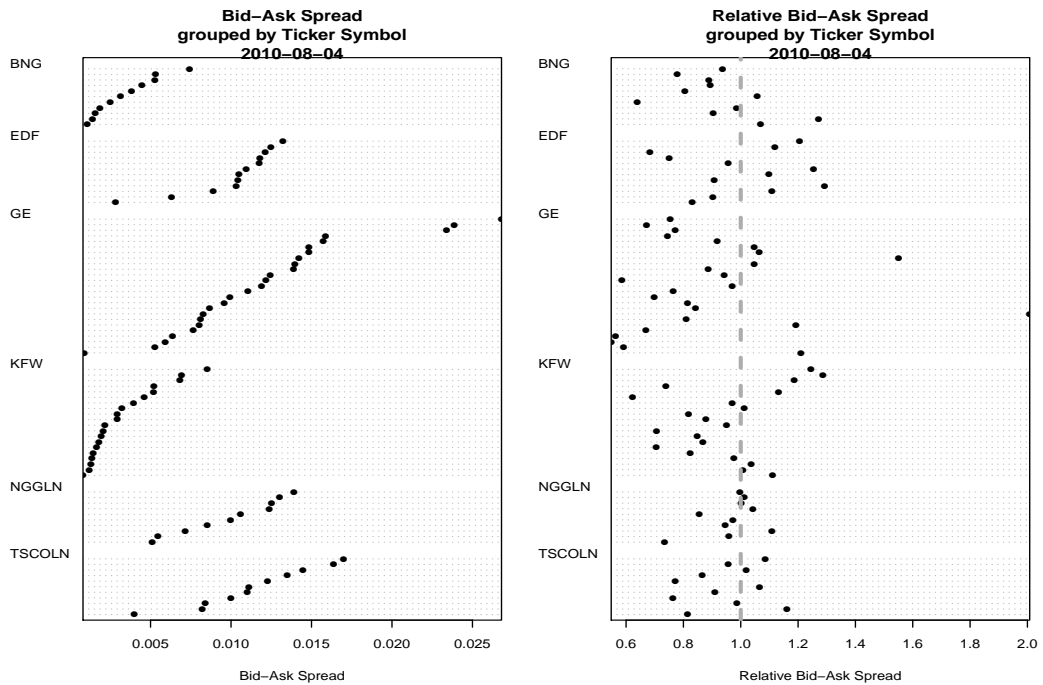 Bid−Ask Spread
grouped by Ticker Symbol
2010−08−04
BNG
EDF
GE
KFW
NGGLN
TSCOLN
0.005 0.010 0.015 0.020 0.025
Bid−Ask Spread
Relative Bid−Ask Spread
grouped by Ticker Symbol
2010−08−04
BNG
EDF
GE
KFW
NGGLN
TSCOLN
0.6 0.8 1.0 1.2 1.4 1.6 1.8 2.0
Relative Bid−Ask Spread